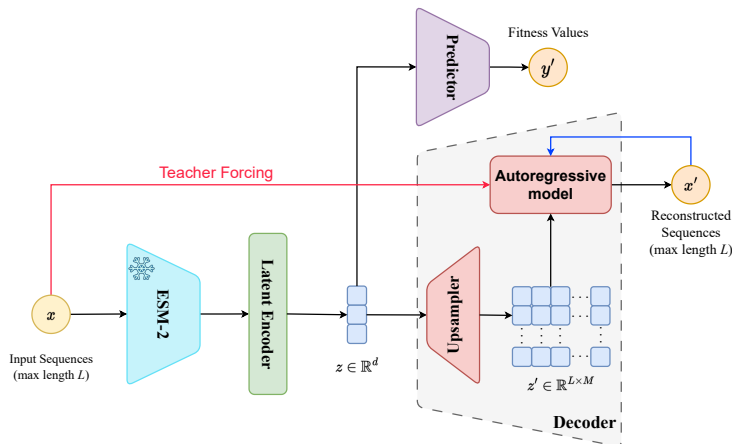 Fitness Values
Predictor
y′
Teacher Forcing
Autoregressive
model
x′
Reconstructed
Sequences
(max length L)
ESM-2
Latent Encoder
Upsampler
x
Input Sequences
(max length L)
z ∈ ℝ^d
z′ ∈ ℝ^{L×M}
Decoder